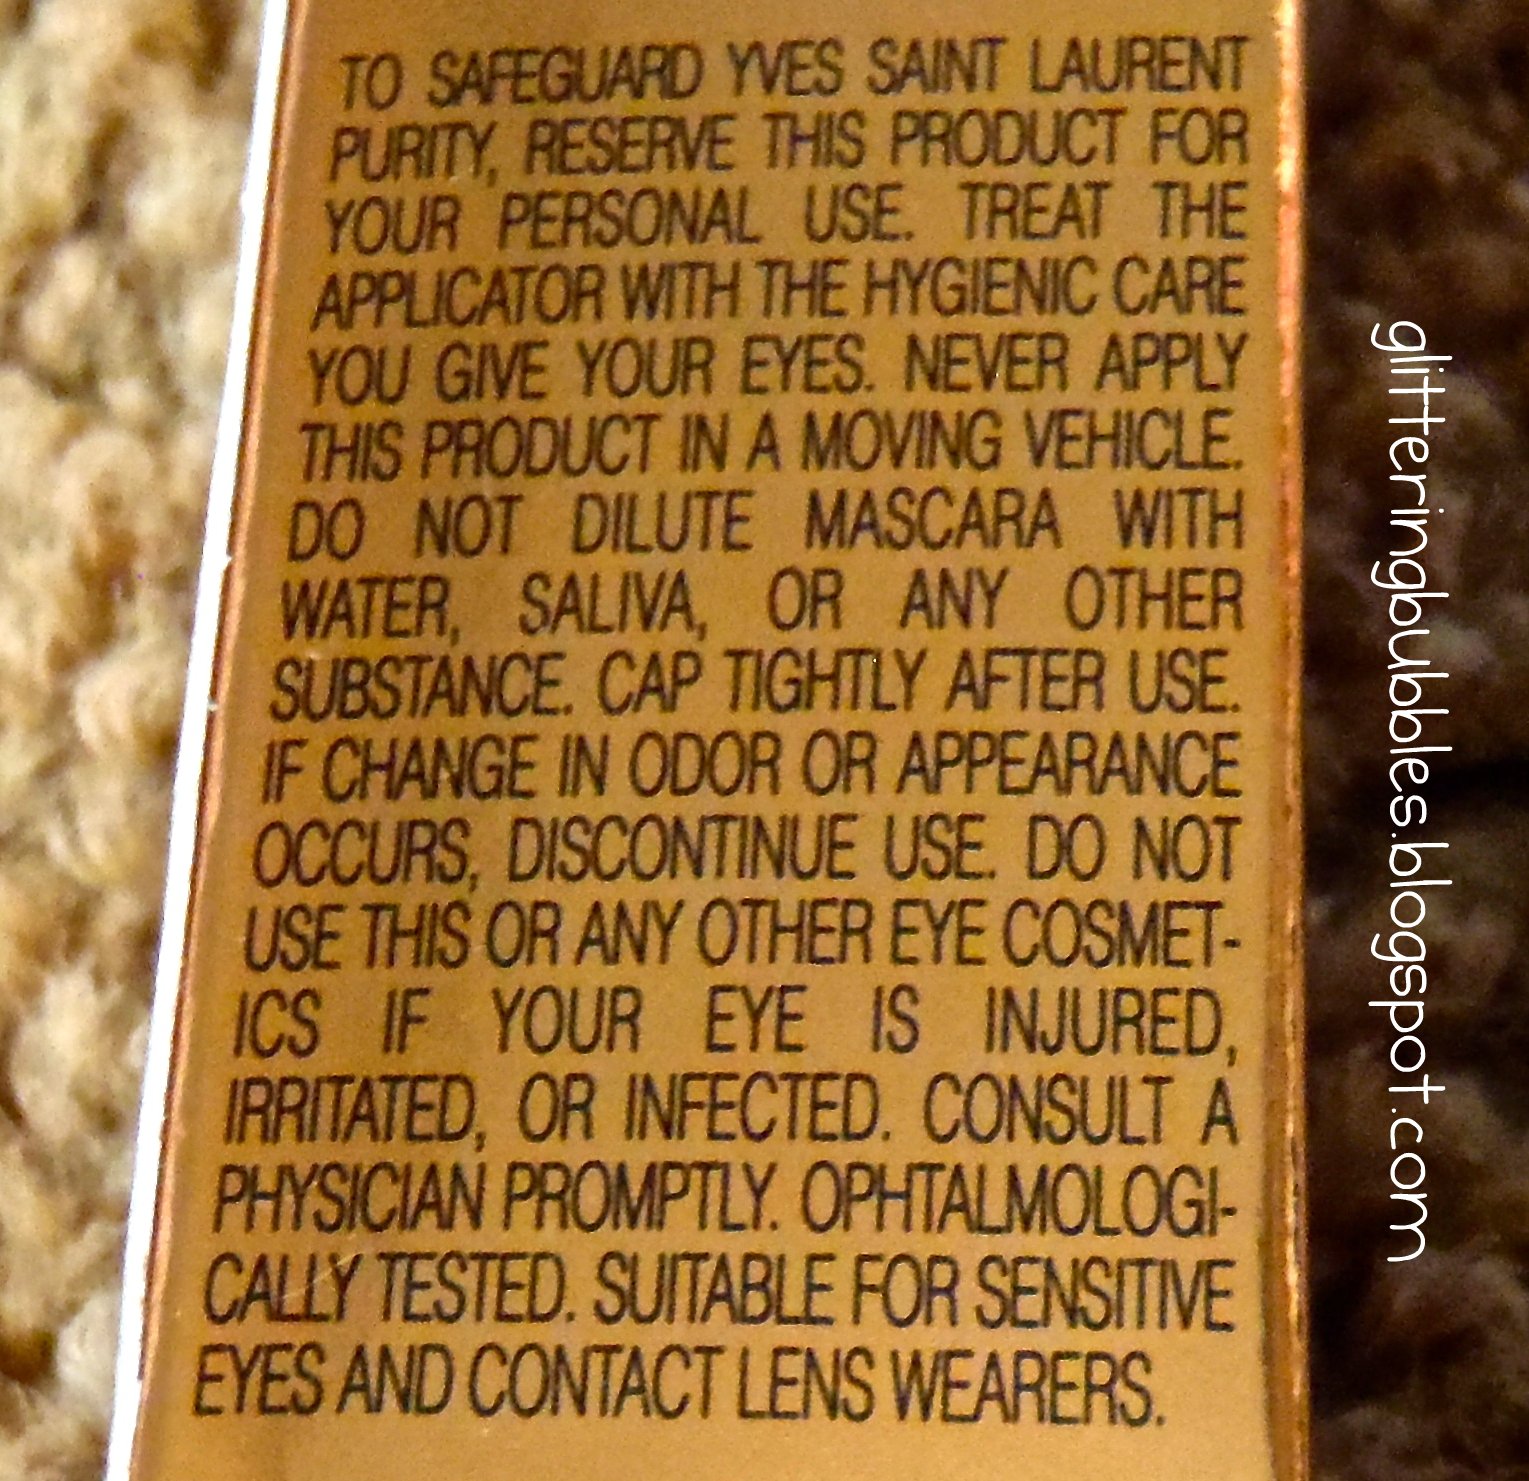 TO SAFEGUARD YVES SAINT LAURENT
PURITY, RESERVE THIS PRODUCT FOR
YOUR PERSONAL USE. TREAT THE
APPLICATOR WITH THE HYGIENIC CARE
YOU GIVE YOUR EYES. NEVER APPLY
THIS PRODUCT IN A MOVING VEHICLE.
DO NOT DILUTE MASCARA WITH
WATER, SALIVA, OR ANY OTHER
SUBSTANCE. CAP TIGHTLY AFTER USE.
IF CHANGE IN ODOR OR APPEARANCE
OCCURS, DISCONTINUE USE. DO NOT
USE THIS OR ANY OTHER EYE COSMET-
ICS IF YOUR EYE IS INJURED,
IRRITATED, OR INFECTED. CONSULT A
PHYSICIAN PROMPTLY. OPHTALMOLOGI-
CALLY TESTED. SUITABLE FOR SENSITIVE
EYES AND CONTACT LENS WEARERS.
glitteringbubbles.blogspot.com